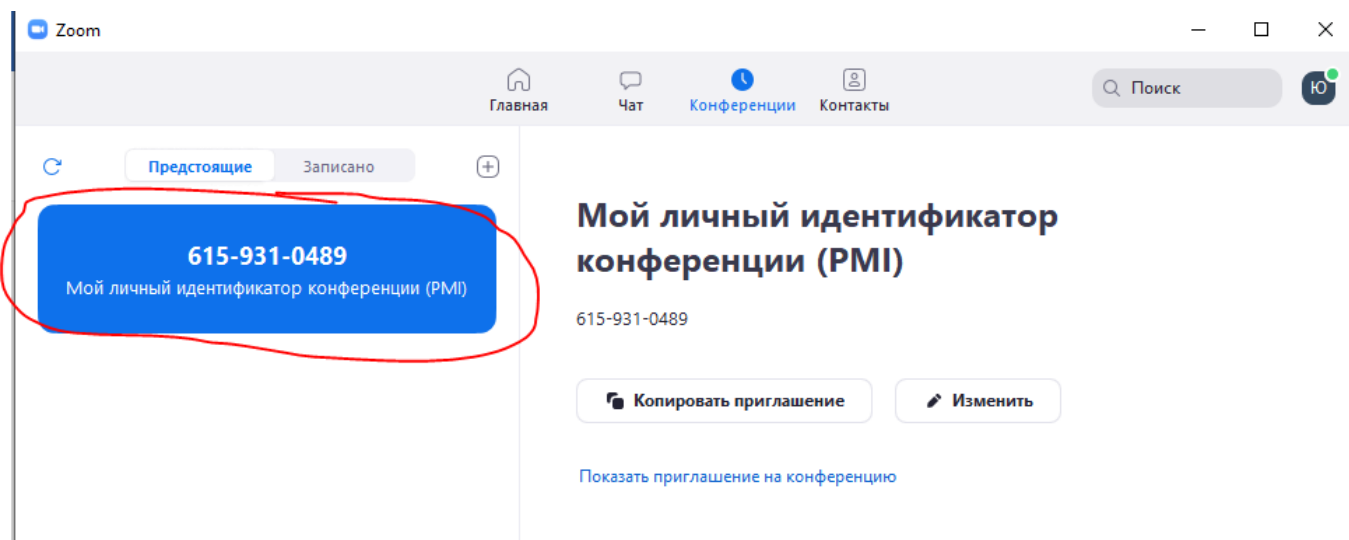 Zoom
Главная
Чат
Конференции
Контакты
Поиск
Ю
Предстоящие
Записано
615-931-0489
Мой личный идентификатор конференции (PMI)
Мой личный идентификатор
конференции (PMI)
615-931-0489
Копировать приглашение
Изменить
Показать приглашение на конференцию